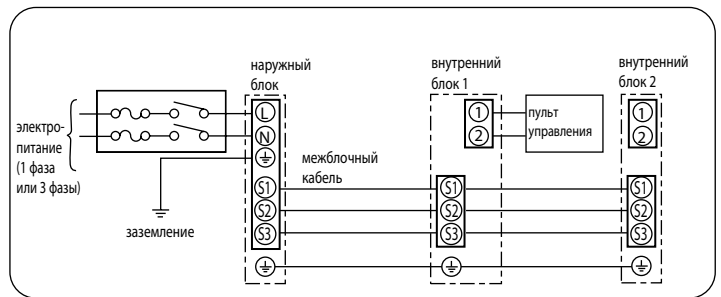 наружный
блок
внутренний
блок 1
внутренний
блок 2
электро-
питание
(1 фаза
или 3 фазы)
L
N
заземление
межблочный
кабель
S1
S2
S3
1
2
пульт
управления
S1
S2
S3
1
2
S1
S2
S3